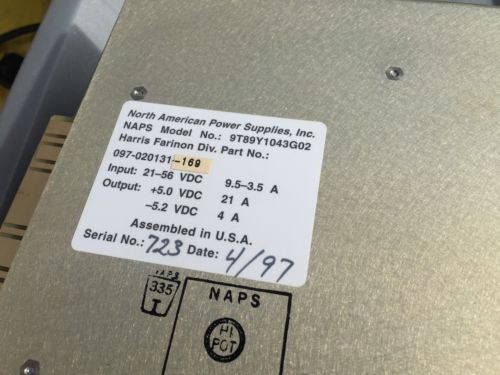 North American Power Supplies, Inc.
NAPS Model No.: 9T89Y1043G02
Harris Farinon Div. Part No.:
097-020131-169
Input: 21–56 VDC 9.5–3.5 A
Output: +5.0 VDC 21 A
–5.2 VDC 4 A
Assembled in U.S.A.
Serial No.: 723 Date: 4/97
NAPS
335
T
NAPS
HI
POT